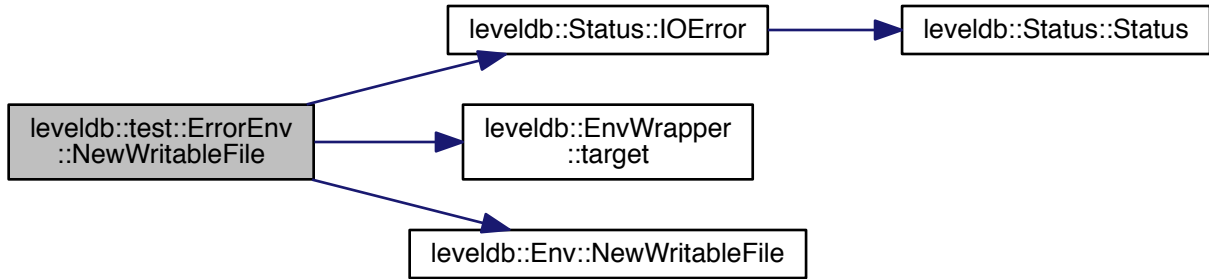 leveldb::test::ErrorEnv
::NewWritableFile
leveldb::Status::IOError
leveldb::Status::Status
leveldb::EnvWrapper
::target
leveldb::Env::NewWritableFile